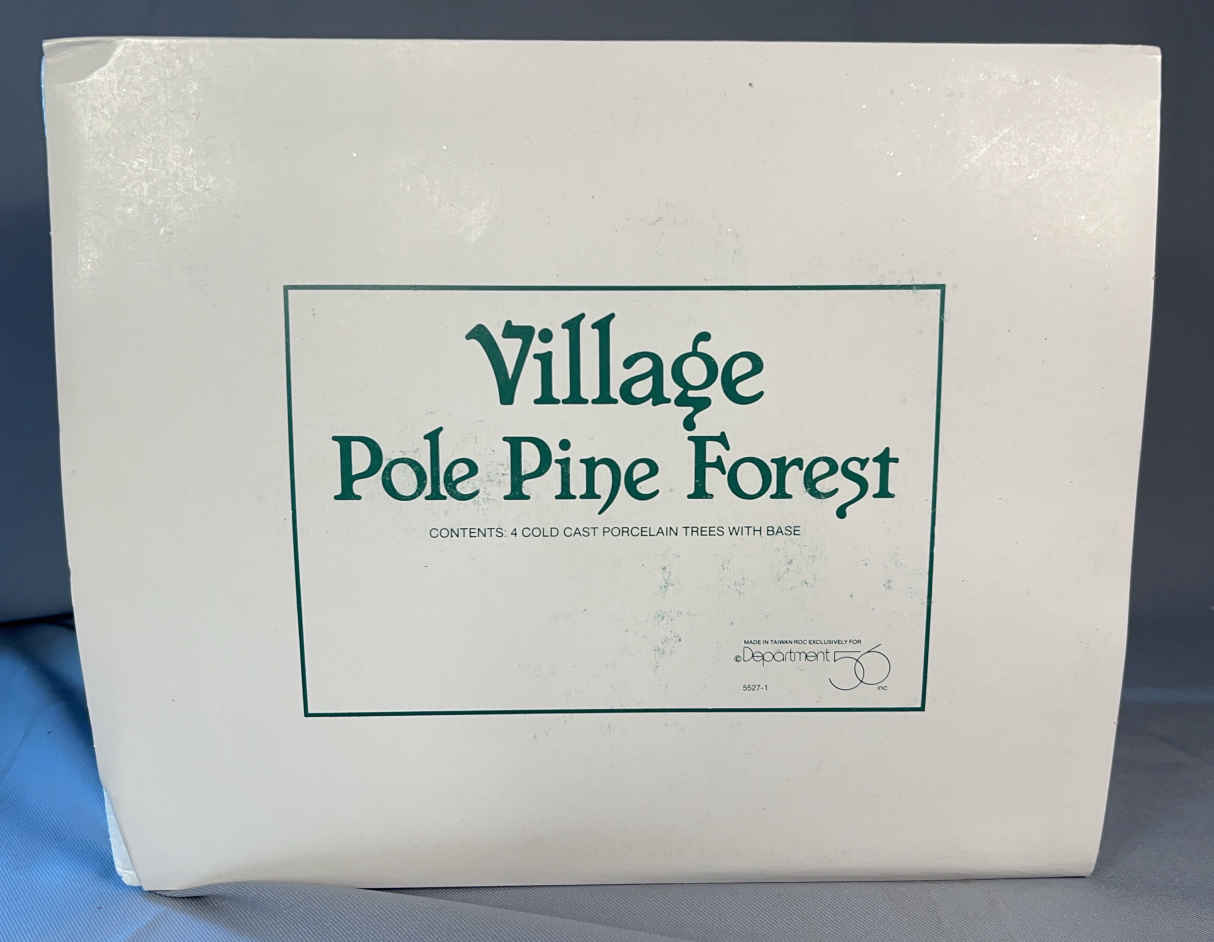 Village
Pole Pine Forest
CONTENTS: 4 COLD CAST PORCELAIN TREES WITH BASE
MADE IN TAIWAN ROC EXCLUSIVELY FOR
©Department 56
5527-1 inc.